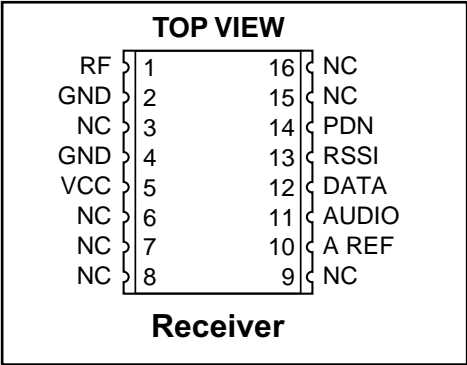 TOP VIEW
RF 1 16 NC
GND 2 15 NC
NC 3 14 PDN
GND 4 13 RSSI
VCC 5 12 DATA
NC 6 11 AUDIO
NC 7 10 A REF
NC 8 9 NC
Receiver